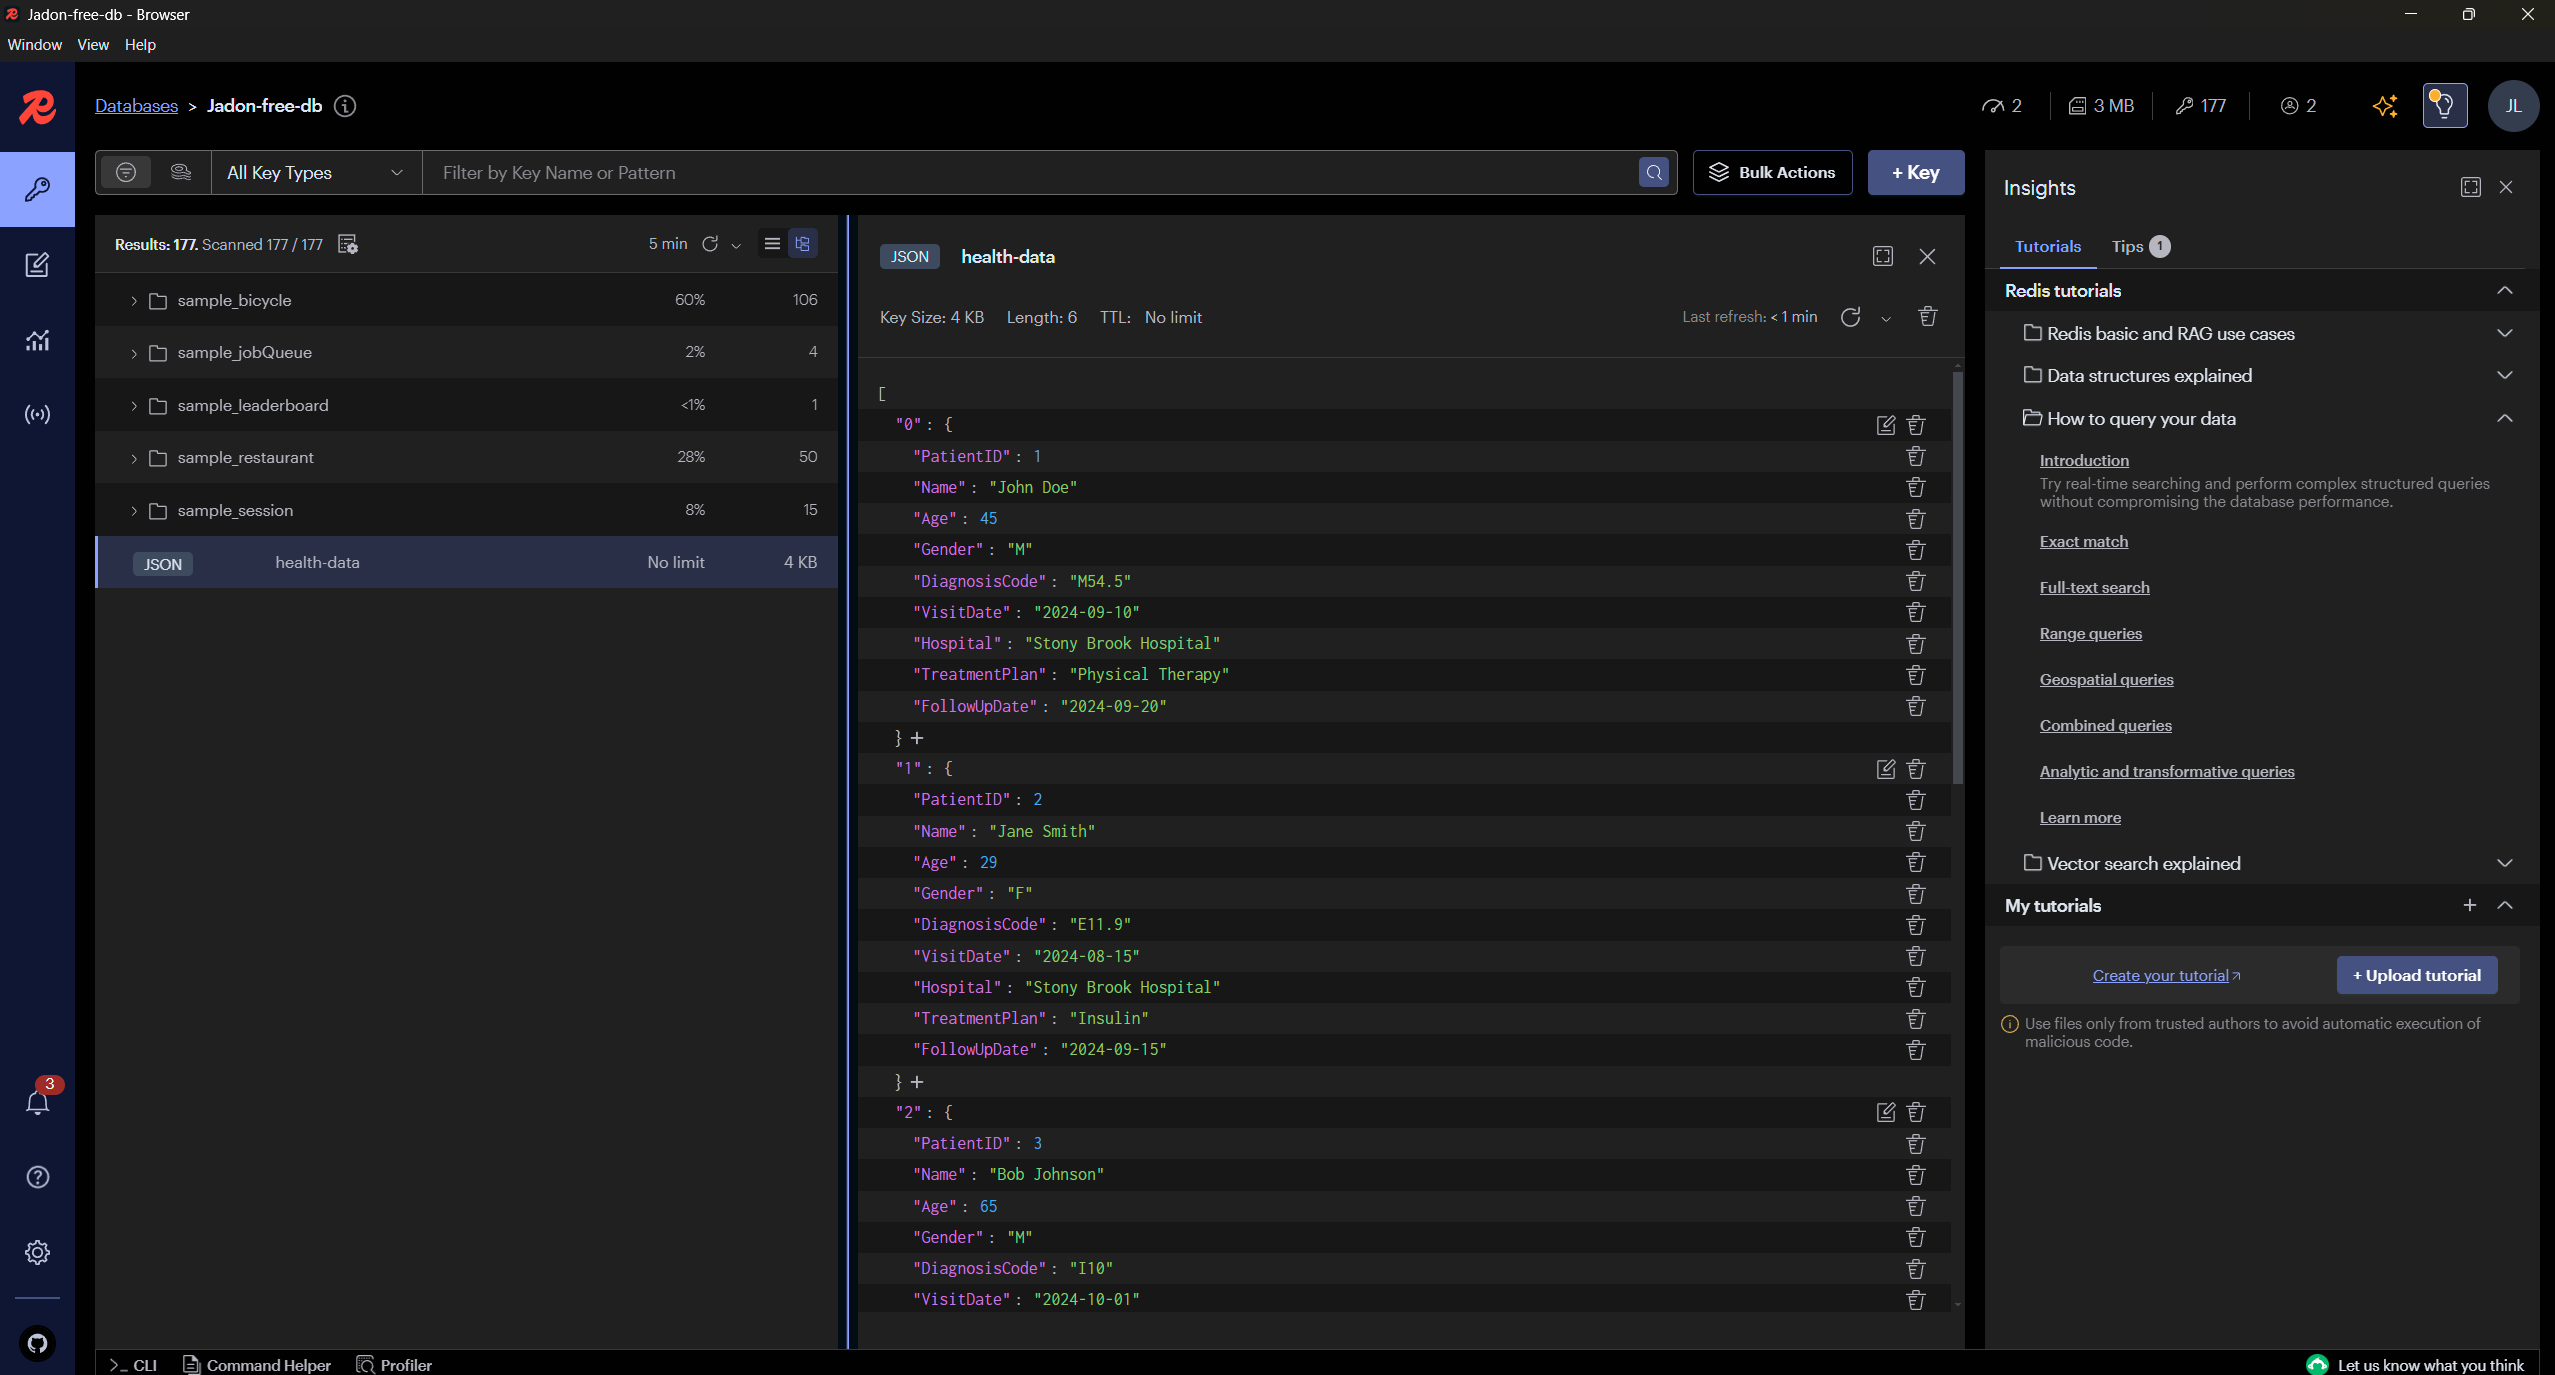 Jadon-free-db - Browser
Window View Help
Databases > Jadon-free-db
2 3 MB 177 2 JL
All Key Types Filter by Key Name or Pattern Bulk Actions + Key
Results: 177. Scanned 177 / 177 5 min
sample_bicycle 60% 106
sample_jobQueue 2% 4
sample_leaderboard <1% 1
sample_restaurant 28% 50
sample_session 8% 15
JSON health-data No limit 4 KB
3
JSON health-data
Key Size: 4 KB Length: 6 TTL: No limit Last refresh: < 1 min
[
"0" : {
"PatientID" : 1
"Name" : "John Doe"
"Age" : 45
"Gender" : "M"
"DiagnosisCode" : "M54.5"
"VisitDate" : "2024-09-10"
"Hospital" : "Stony Brook Hospital"
"TreatmentPlan" : "Physical Therapy"
"FollowUpDate" : "2024-09-20"
} +
"1" : {
"PatientID" : 2
"Name" : "Jane Smith"
"Age" : 29
"Gender" : "F"
"DiagnosisCode" : "E11.9"
"VisitDate" : "2024-08-15"
"Hospital" : "Stony Brook Hospital"
"TreatmentPlan" : "Insulin"
"FollowUpDate" : "2024-09-15"
} +
"2" : {
"PatientID" : 3
"Name" : "Bob Johnson"
"Age" : 65
"Gender" : "M"
"DiagnosisCode" : "I10"
"VisitDate" : "2024-10-01"
Insights
Tutorials Tips 1
Redis tutorials
Redis basic and RAG use cases
Data structures explained
How to query your data
Introduction
Try real-time searching and perform complex structured queries
without compromising the database performance.
Exact match
Full-text search
Range queries
Geospatial queries
Combined queries
Analytic and transformative queries
Learn more
Vector search explained
My tutorials +
Create your tutorial + Upload tutorial
Use files only from trusted authors to avoid automatic execution of
malicious code.
>_ CLI Command Helper Profiler Let us know what you think